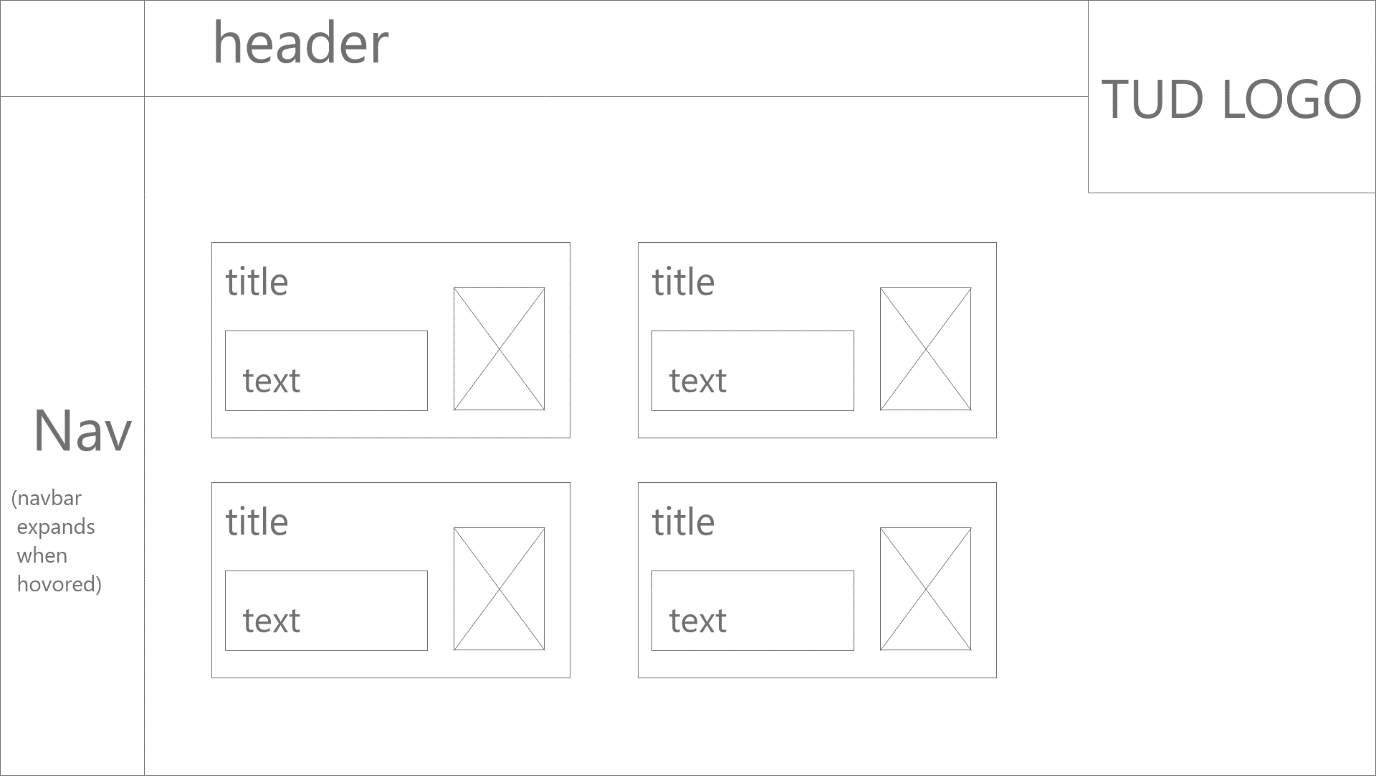 header
TUD LOGO
title
text
title
text
Nav
(navbar
expands
when
hovored)
title
text
title
text